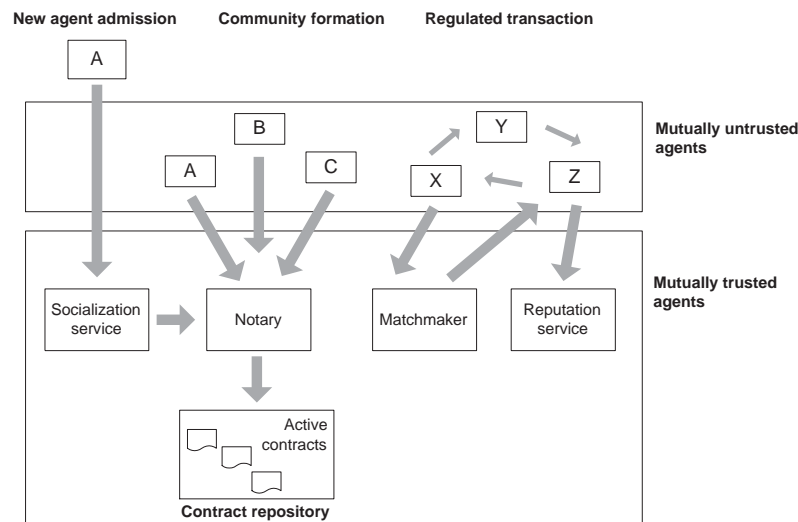 New agent admission
Community formation
Regulated transaction
A
B
Y
A
C
X
Z
Mutually untrusted
agents
Socialization
service
Notary
Matchmaker
Reputation
service
Mutually trusted
agents
Active
contracts
Contract repository